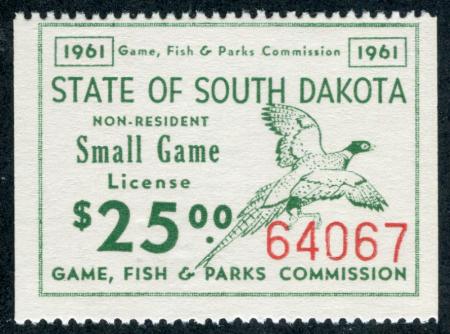 1961 Game, Fish & Parks Commission 1961
STATE OF SOUTH DAKOTA
NON-RESIDENT
Small Game
License
$25.00
64067
GAME, FISH & PARKS COMMISSION